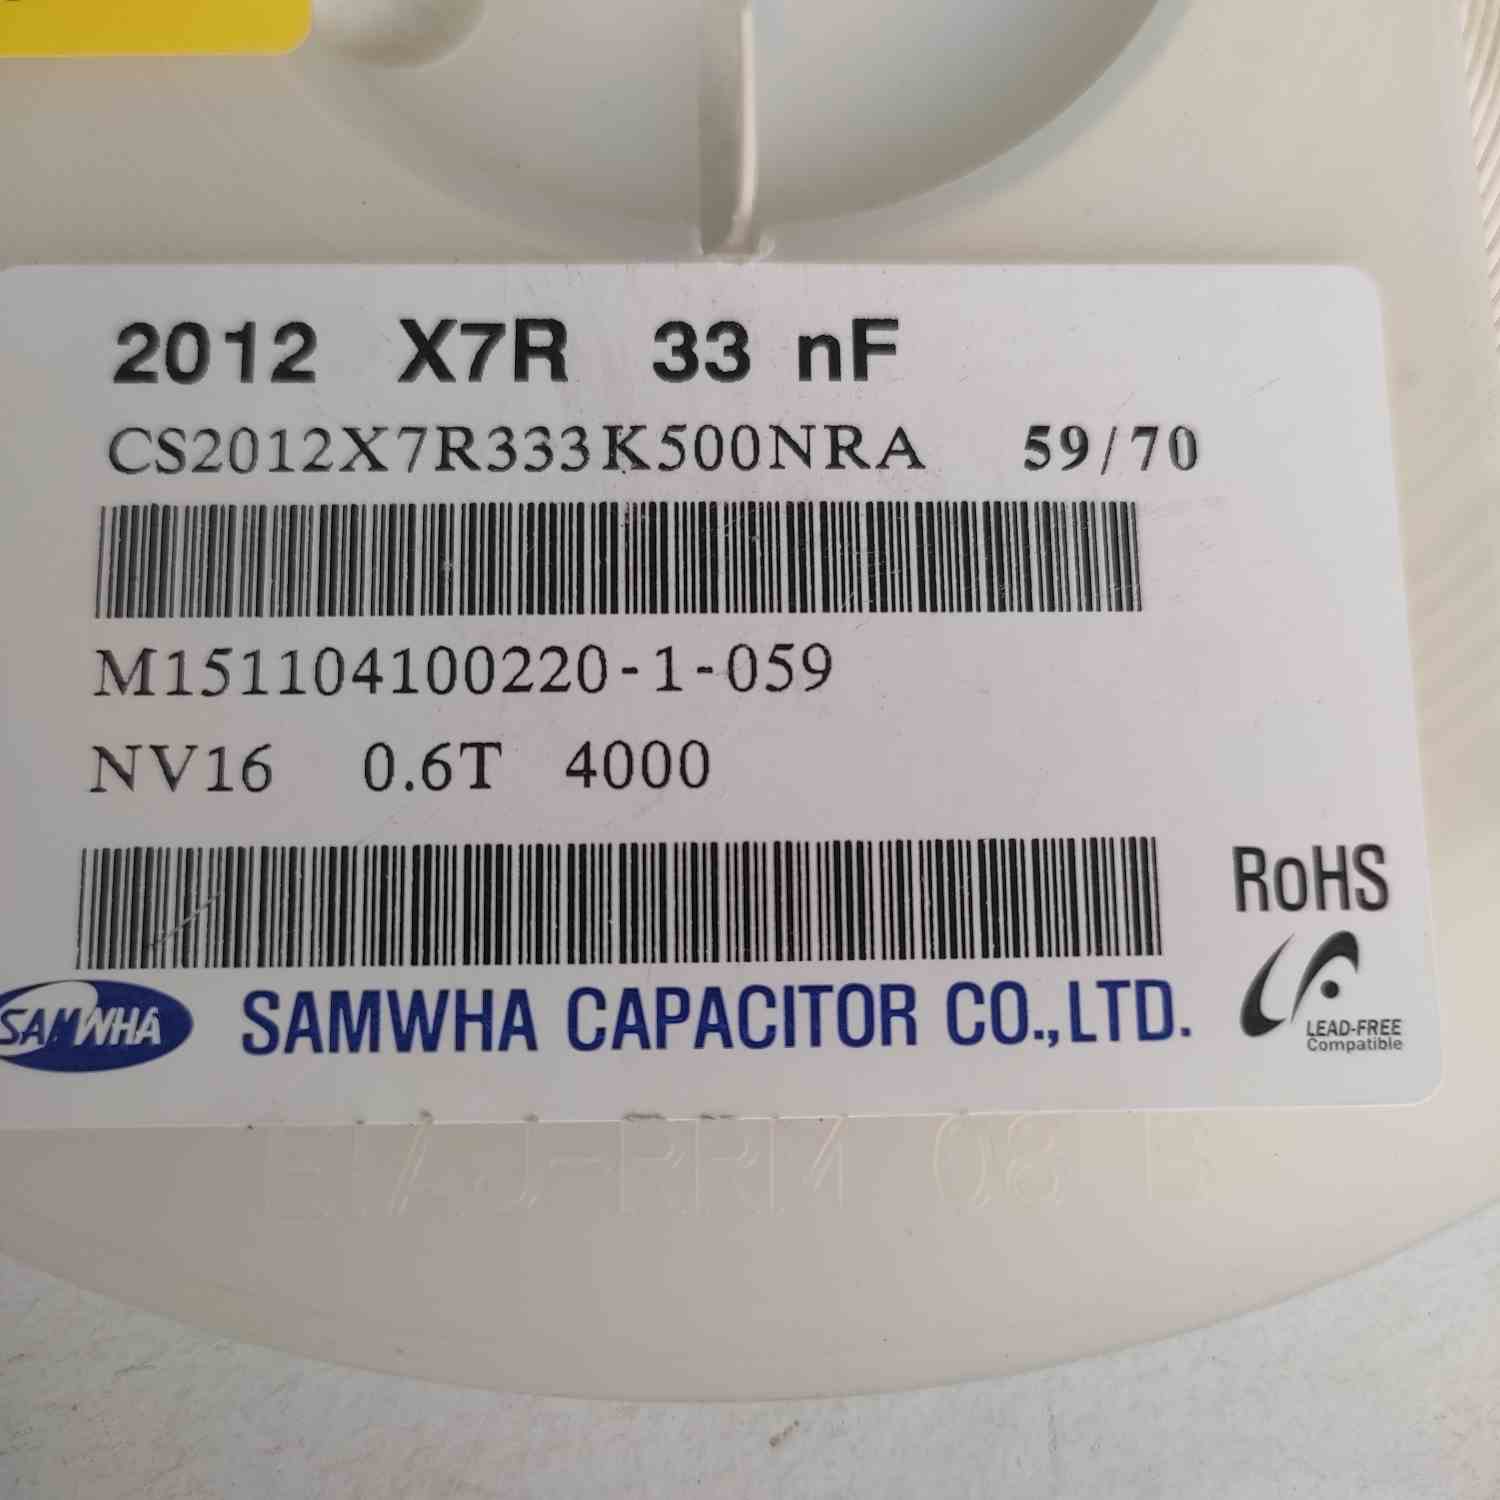 2012 X7R 33 nF
CS2012X7R333K500NRA 59/70
M151104100220-1-059
NV16 0.6T 4000
RoHS
SAMWHA SAMWHA CAPACITOR CO.,LTD.
LEAD-FREE
Compatible